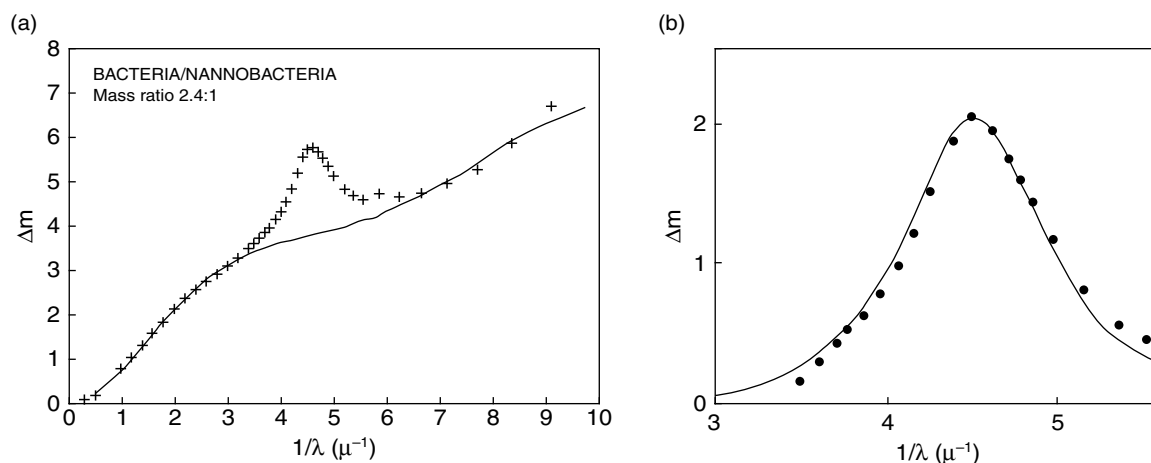 (a)
8
7
6
5
4
3
2
1
0
Δm
BACTERIA/NANNOBACTERIA
Mass ratio 2.4:1
0 1 2 3 4 5 6 7 8 9 10
1/λ (μ⁻¹)
(b)
2
1
0
Δm
3 4 5
1/λ (μ⁻¹)